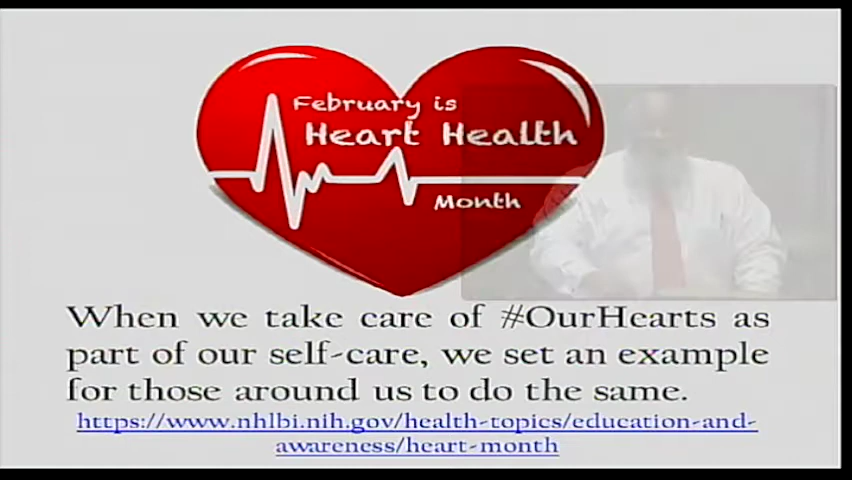 February is
Heart Health
Month
When we take care of #OurHearts as
part of our self-care, we set an example
for those around us to do the same.
https://www.nhlbi.nih.gov/health-topics/education-and-
awareness/heart-month